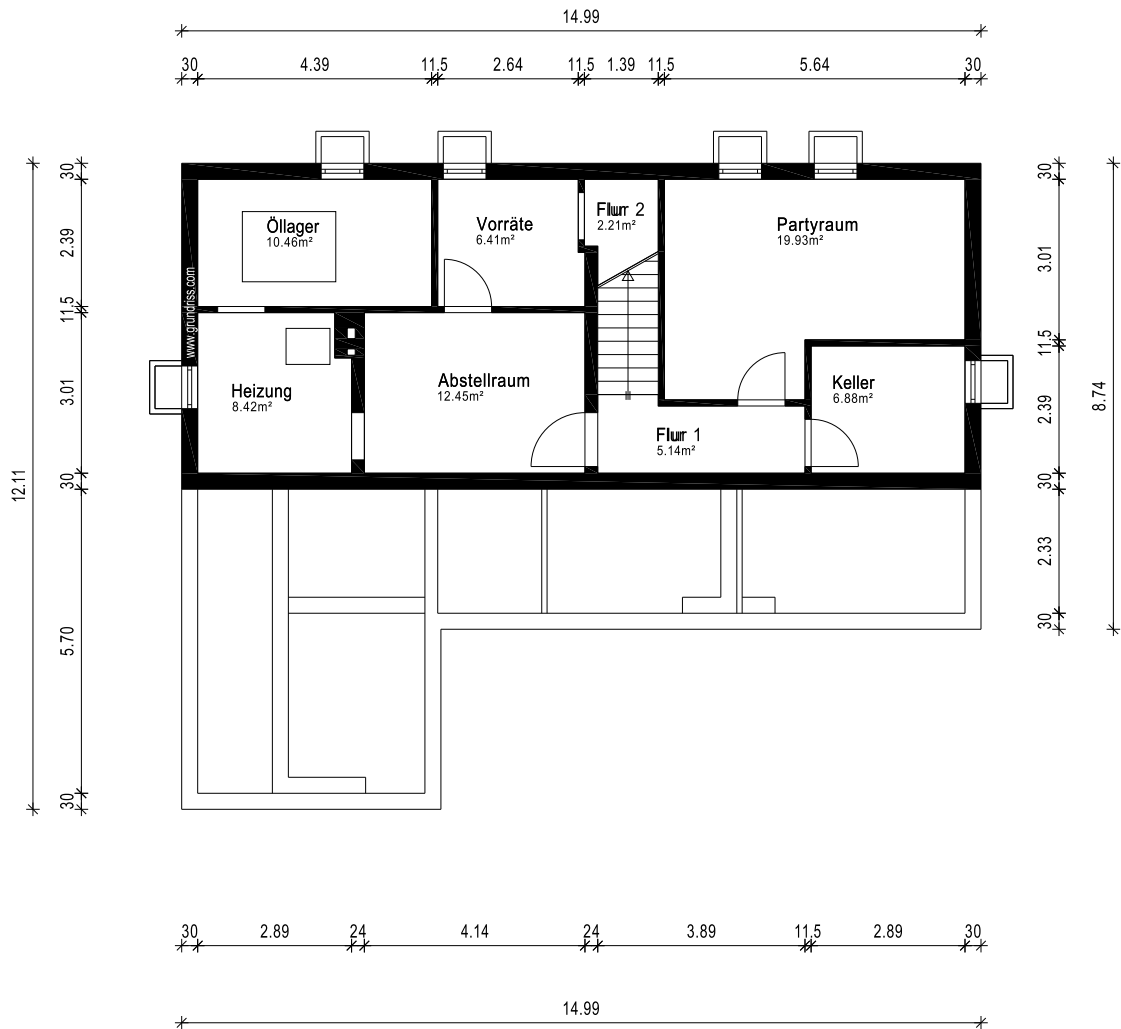 14.99
30 4.39 11.5 2.64 11.5 1.39 11.5 5.64 30
Öllager
10.46m²
Vorräte
6.41m²
Flur 2
2.21m²
Partyraum
19.93m²
www.grundriss.com
Heizung
8.42m²
Abstellraum
12.45m²
Flur 1
5.14m²
Keller
6.88m²
12.11
30
2.39
11.5
3.01
30
5.70
30
30
3.01
11.5
2.39
30
2.33
30
8.74
30 2.89 24 4.14 24 3.89 11.5 2.89 30
14.99